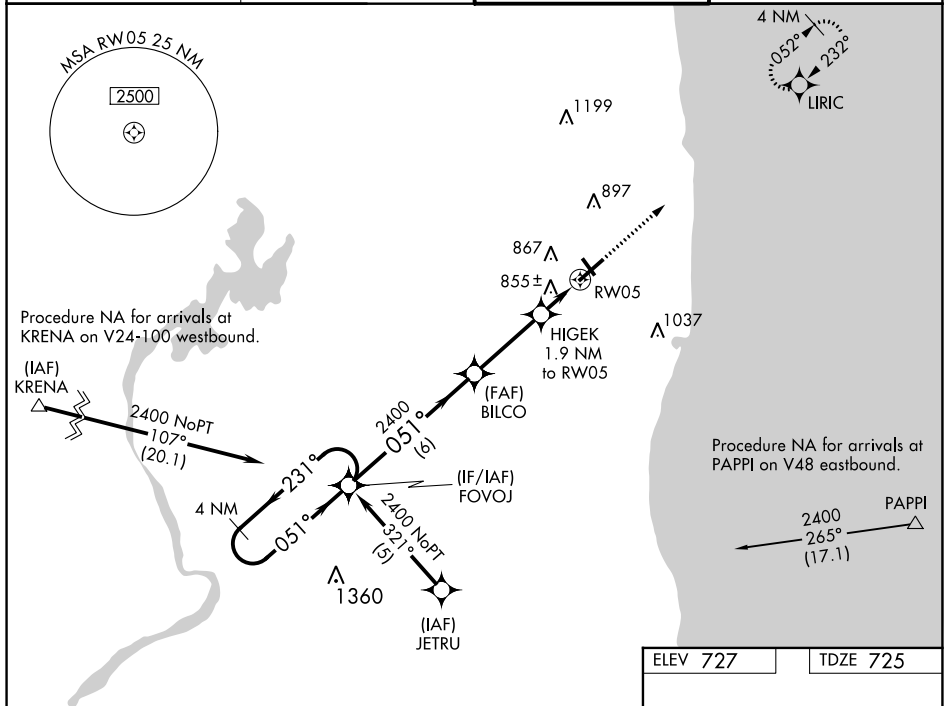 MSA RW05 25 NM
2500
4 NM
052°
232°
LIRIC
1199
897
867
855±
RW05
1037
HIGEK
1.9 NM
to RW05
Procedure NA for arrivals at
KRENA on V24-100 westbound.
(IAF)
KRENA
2400 NoPT
107°
(20.1)
(FAF)
BILCO
2400
051°
(6)
Procedure NA for arrivals at
PAPPI on V48 eastbound.
231°
4 NM
051°
(IF/IAF)
FOVOJ
2400 NoPT
321°
(5)
PAPPI
2400
265°
(17.1)
1360
(IAF)
JETRU
ELEV 727
TDZE 725